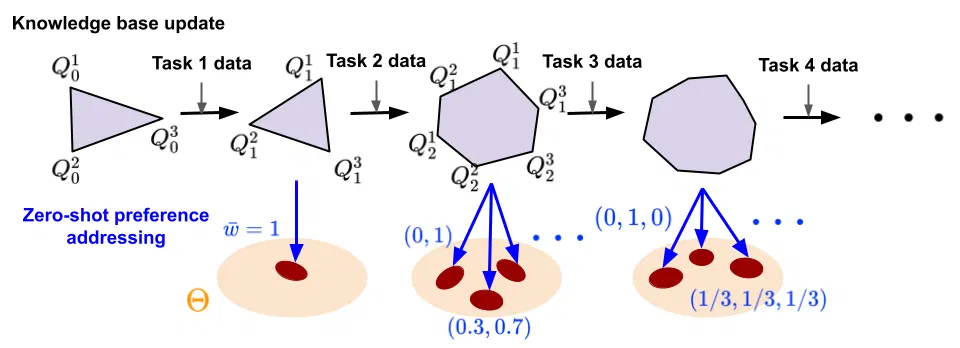 Knowledge base update
Task 1 data
Task 2 data
Task 3 data
Task 4 data
Q_0^1
Q_0^2
Q_0^3
Q_1^1
Q_1^2
Q_1^3
Q_1^1
Q_1^2
Q_1^3
Q_2^1
Q_2^2
Q_2^3
• • •
Zero-shot preference
addressing
w̄ = 1
(0, 1)
• • •
(0, 1, 0)
• • •
Θ
(0.3, 0.7)
(1/3, 1/3, 1/3)